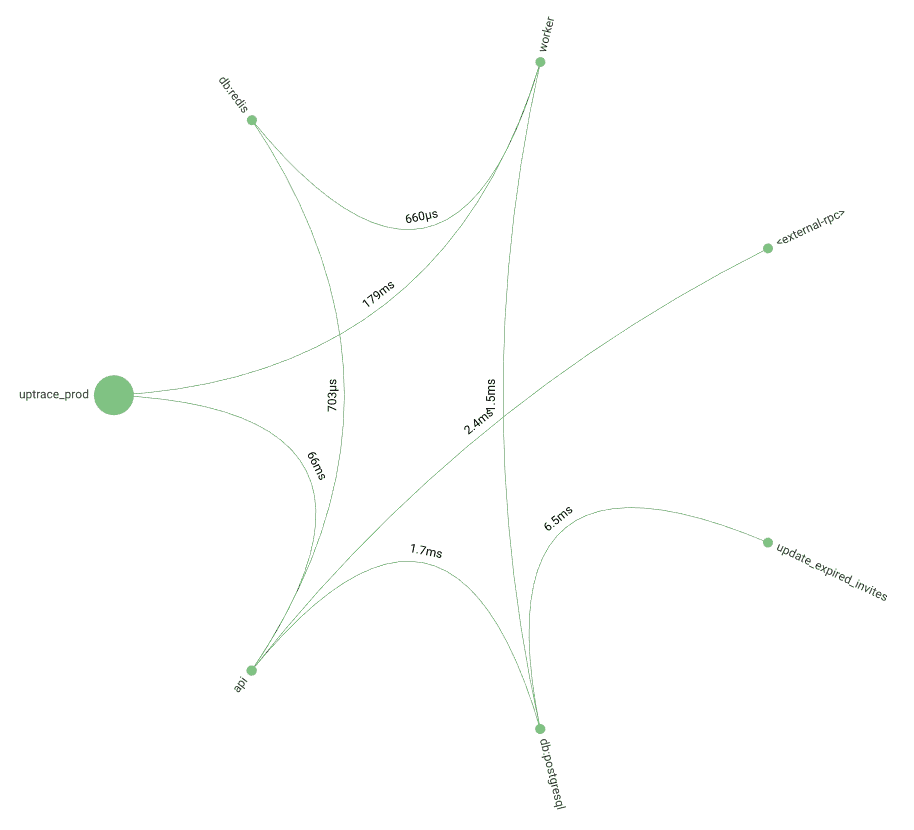 worker
db:redis
<external-rpc>
660µs
179ms
uptrace_prod
703µs
1.5ms
2.4ms
66ms
6.5ms
1.7ms
update_expired_invites
api
db:postgresql